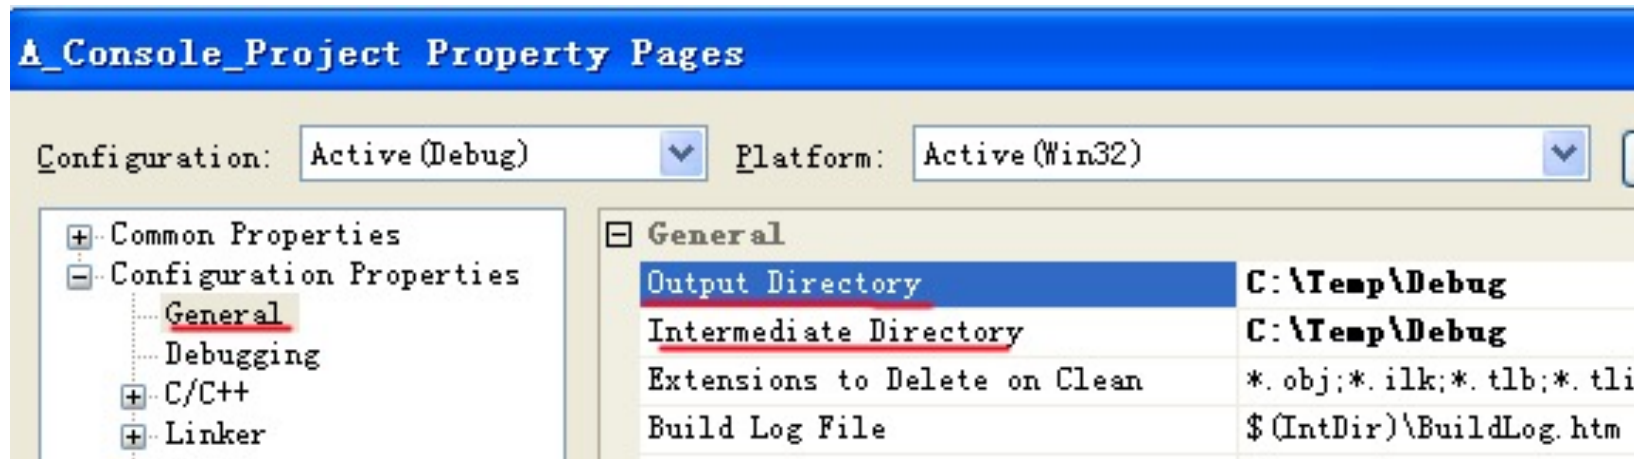 A_Console_Project Property Pages
Configuration: Active(Debug) Platform: Active(Win32)
Common Properties
Configuration Properties
General
Debugging
C/C++
Linker
General
Output Directory C:\Temp\Debug
Intermediate Directory C:\Temp\Debug
Extensions to Delete on Clean *.obj;*.ilk;*.tlb;*.tli
Build Log File $(IntDir)\BuildLog.htm